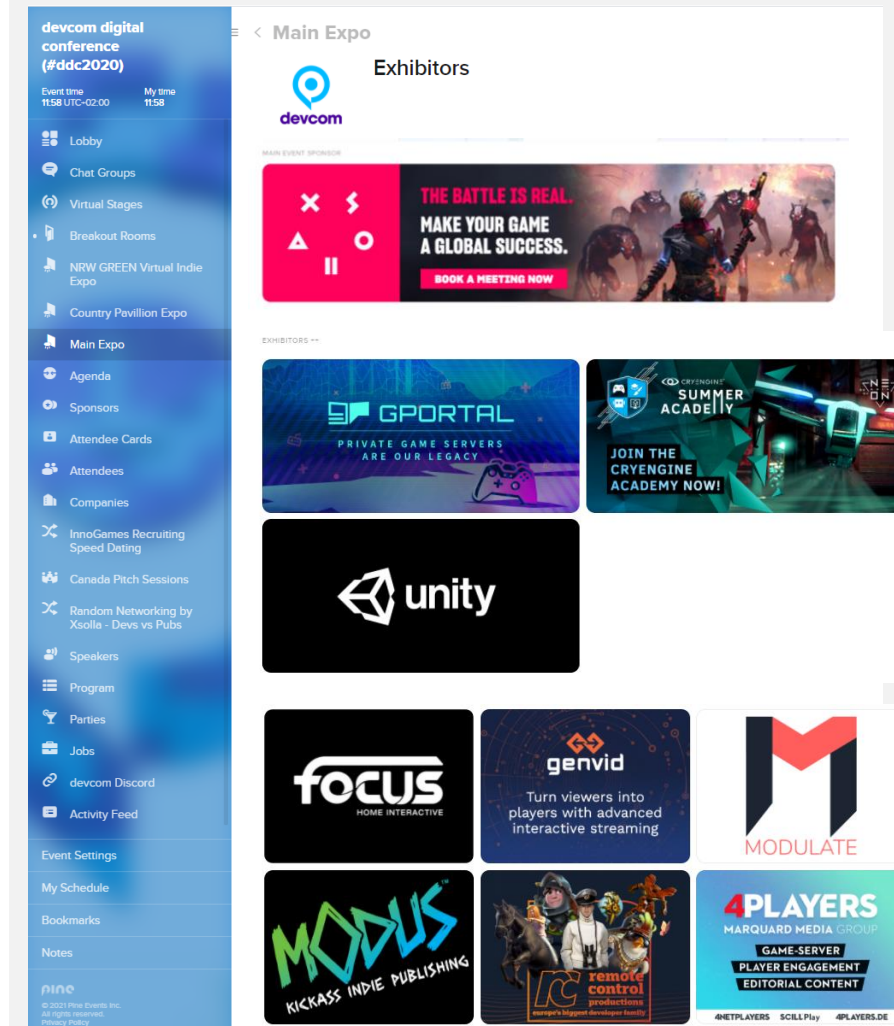 devcom digital
conference
(#ddc2020)
Event time
11:58 UTC-02:00
My time
11:58
Lobby
Chat Groups
Virtual Stages
Breakout Rooms
NRW GREEN Virtual Indie
Expo
Country Pavillion Expo
Main Expo
Agenda
Sponsors
Attendee Cards
Attendees
Companies
InnoGames Recruiting
Speed Dating
Canada Pitch Sessions
Random Networking by
Xsolla - Devs vs Pubs
Speakers
Program
Parties
Jobs
devcom Discord
Activity Feed
Event Settings
My Schedule
Bookmarks
Notes
pine
© 2021 Pine Events Inc.
All rights reserved
Privacy Policy
< Main Expo
Exhibitors
devcom
MAIN EVENT SPONSOR
THE BATTLE IS REAL.
MAKE YOUR GAME
A GLOBAL SUCCESS.
BOOK A MEETING NOW
EXHIBITORS
GPORTAL
PRIVATE GAME SERVERS
ARE OUR LEGACY
CRYENGINE
SUMMER
ACADEMY
JOIN THE
CRYENGINE
ACADEMY NOW!
unity
FOCUS
HOME INTERACTIVE
genvid
Turn viewers into
players with advanced
interactive streaming
MODULATE
MODUS™
KICKASS INDIE PUBLISHING
rc
remote
control
productions
europe's biggest developer family
4PLAYERS
MARQUARD MEDIA GROUP
GAME-SERVER
PLAYER ENGAGEMENT
EDITORIAL CONTENT
4NETPLAYERS SCILL Play 4PLAYERS.DE